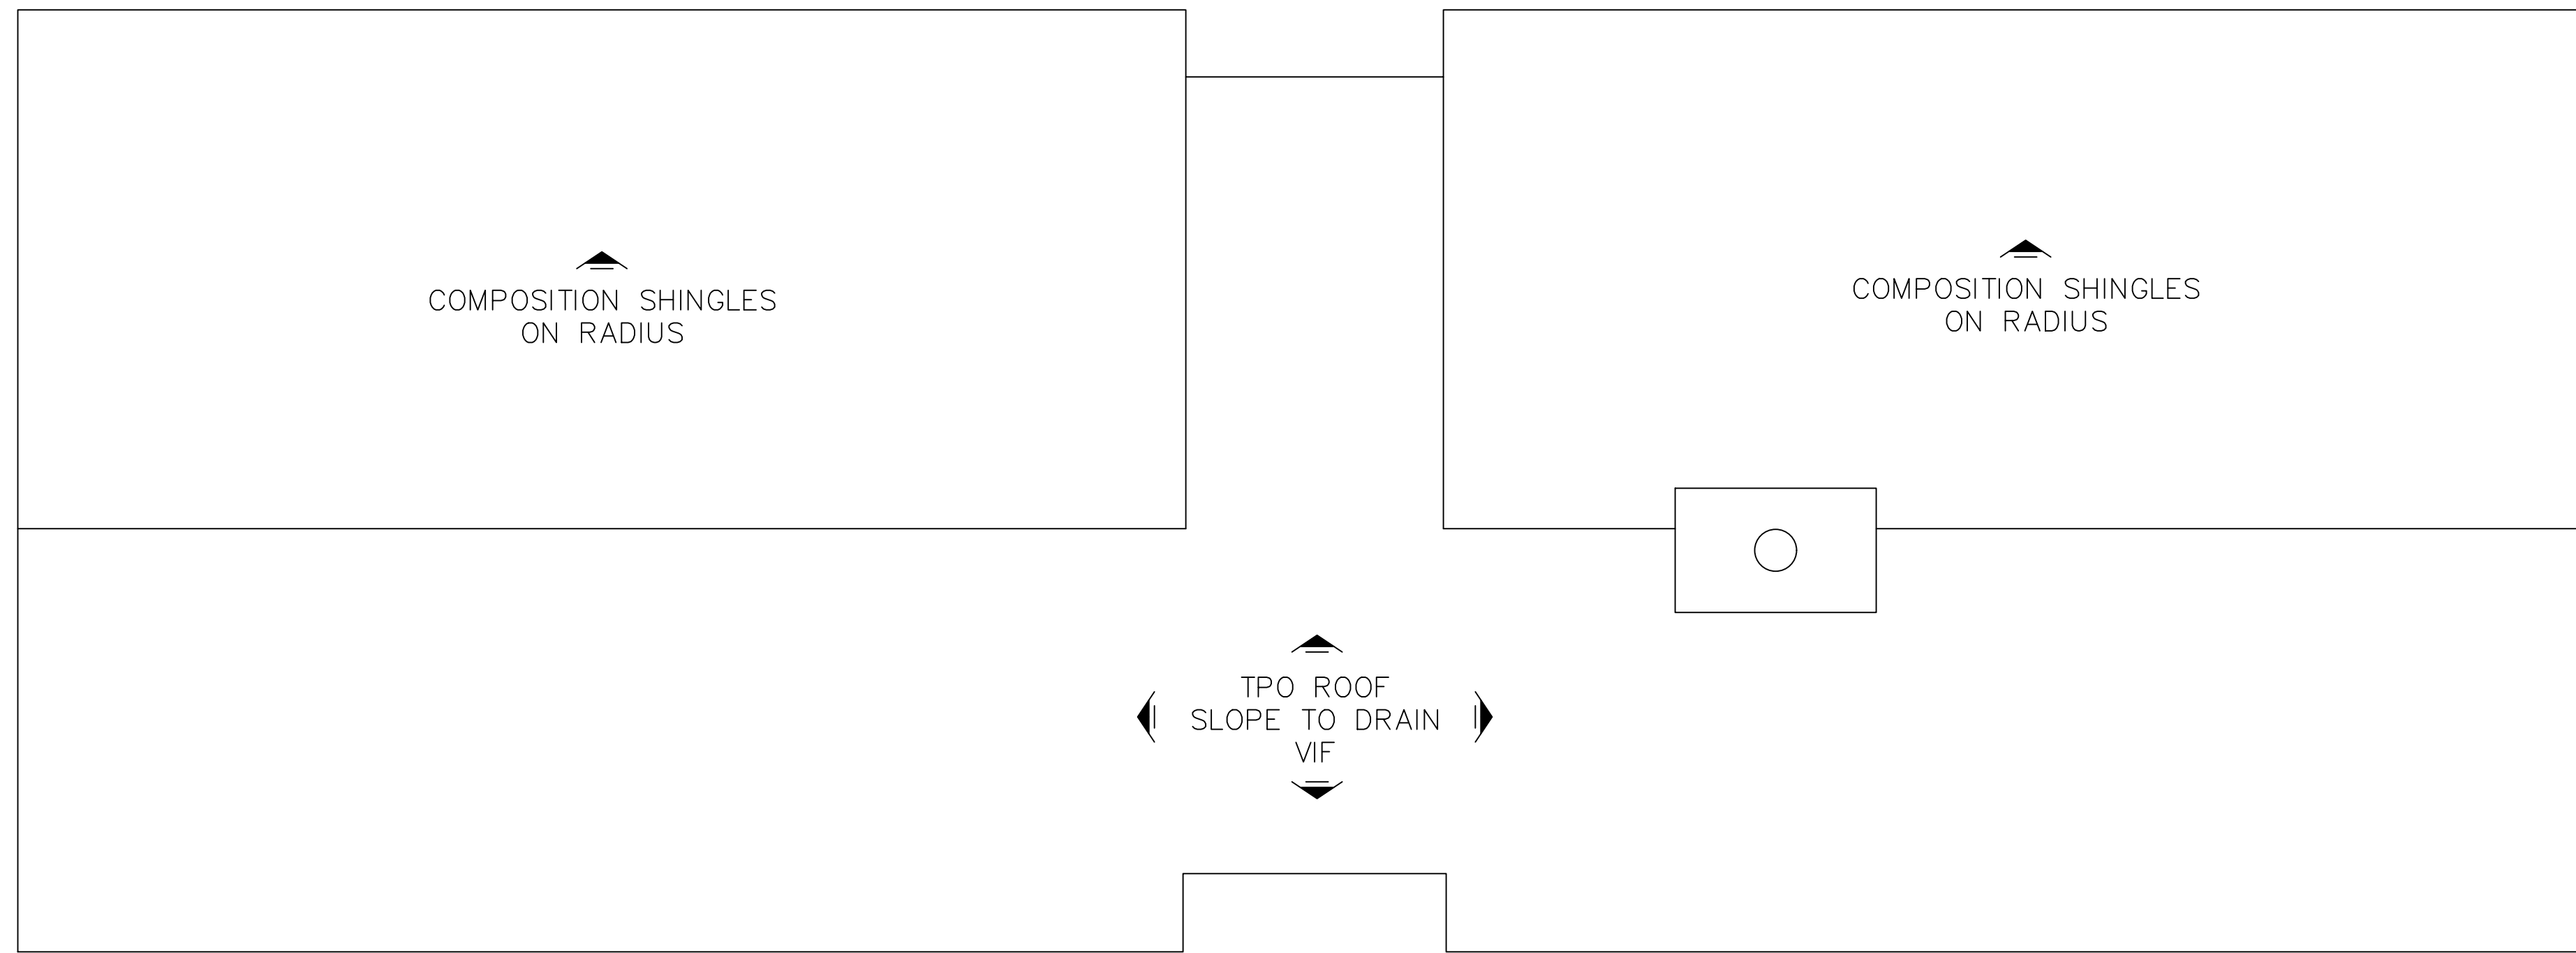 COMPOSITION SHINGLES
ON RADIUS
COMPOSITION SHINGLES
ON RADIUS
TPO ROOF
SLOPE TO DRAIN
VIF